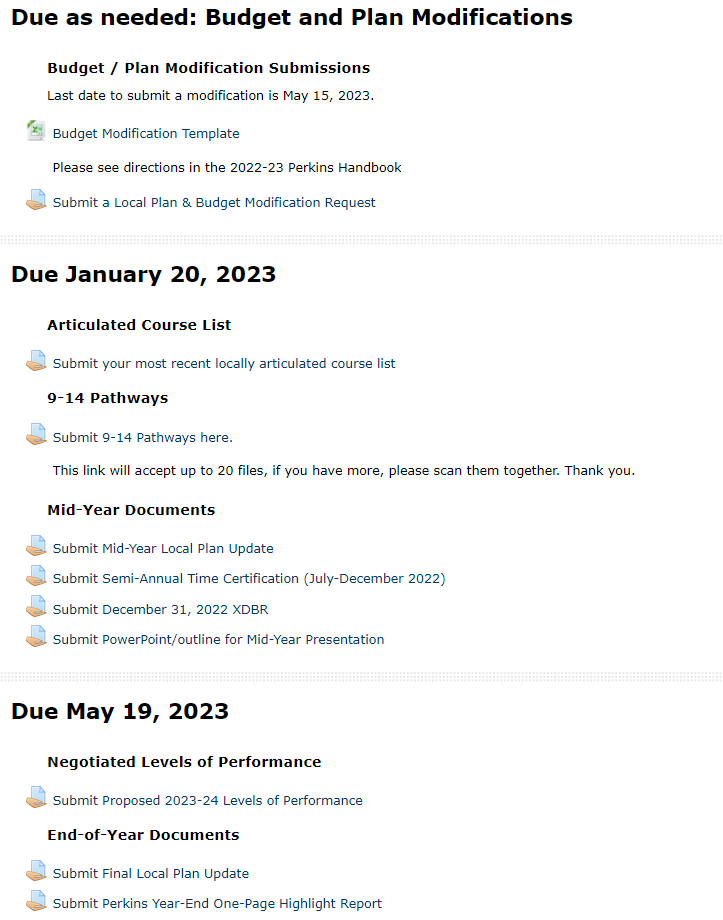 Due as needed: Budget and Plan Modifications
Budget / Plan Modification Submissions
Last date to submit a modification is May 15, 2023.
Budget Modification Template
Please see directions in the 2022-23 Perkins Handbook
Submit a Local Plan & Budget Modification Request
Due January 20, 2023
Articulated Course List
Submit your most recent locally articulated course list
9-14 Pathways
Submit 9-14 Pathways here.
This link will accept up to 20 files, if you have more, please scan them together. Thank you.
Mid-Year Documents
Submit Mid-Year Local Plan Update
Submit Semi-Annual Time Certification (July-December 2022)
Submit December 31, 2022 XDBR
Submit PowerPoint/outline for Mid-Year Presentation
Due May 19, 2023
Negotiated Levels of Performance
Submit Proposed 2023-24 Levels of Performance
End-of-Year Documents
Submit Final Local Plan Update
Submit Perkins Year-End One-Page Highlight Report